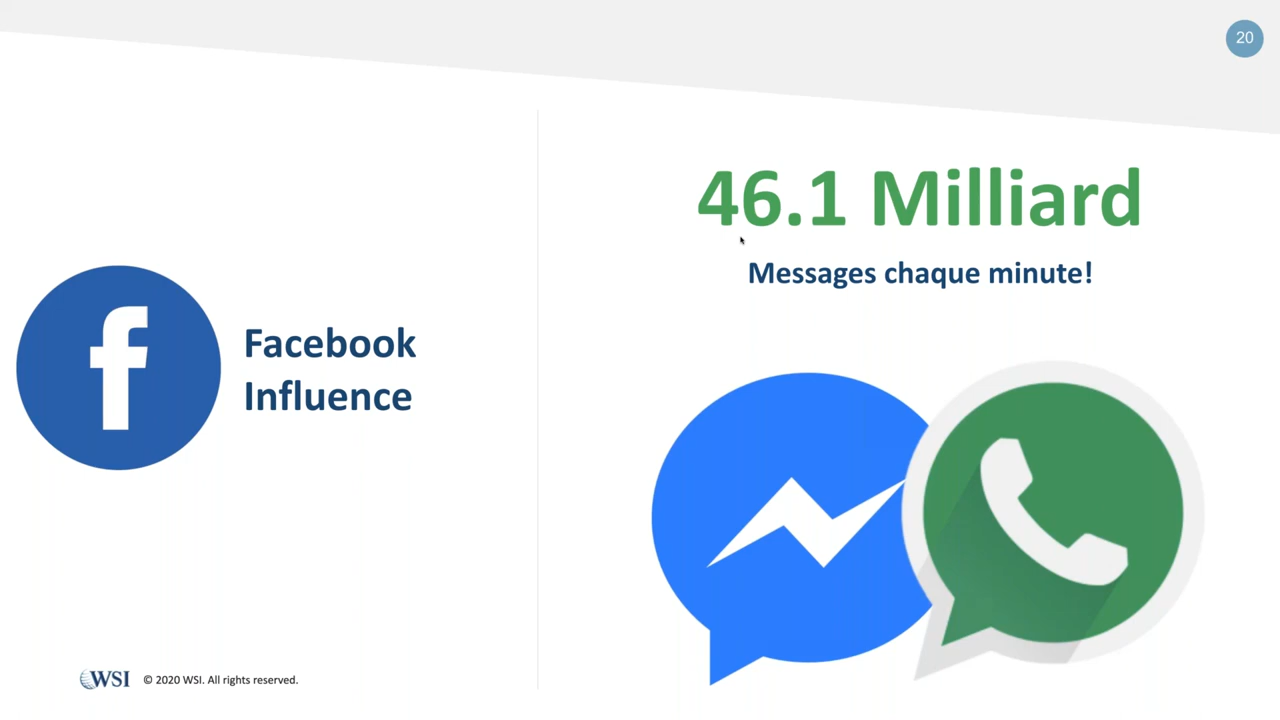 20
46.1 Milliard
Messages chaque minute!
Facebook
Influence
WSI © 2020 WSI. All rights reserved.